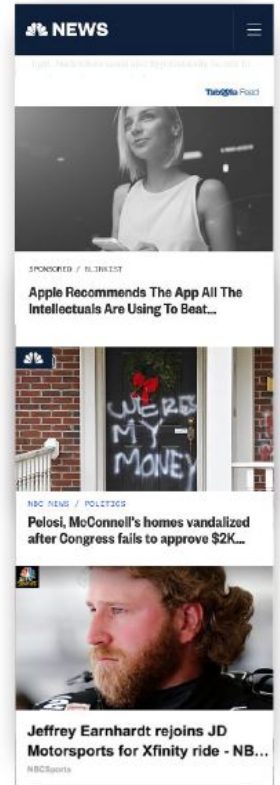 NEWS
Taboola Feed
SPONSORED / BLINKIST
Apple Recommends The App All The
Intellectuals Are Using To Beat...
WERES
MY
MONEY
NBC NEWS / POLITICS
Pelosi, McConnell's homes vandalized
after Congress fails to approve $2K...
Jeffrey Earnhardt rejoins JD
Motorsports for Xfinity ride - NB...
NBCSports